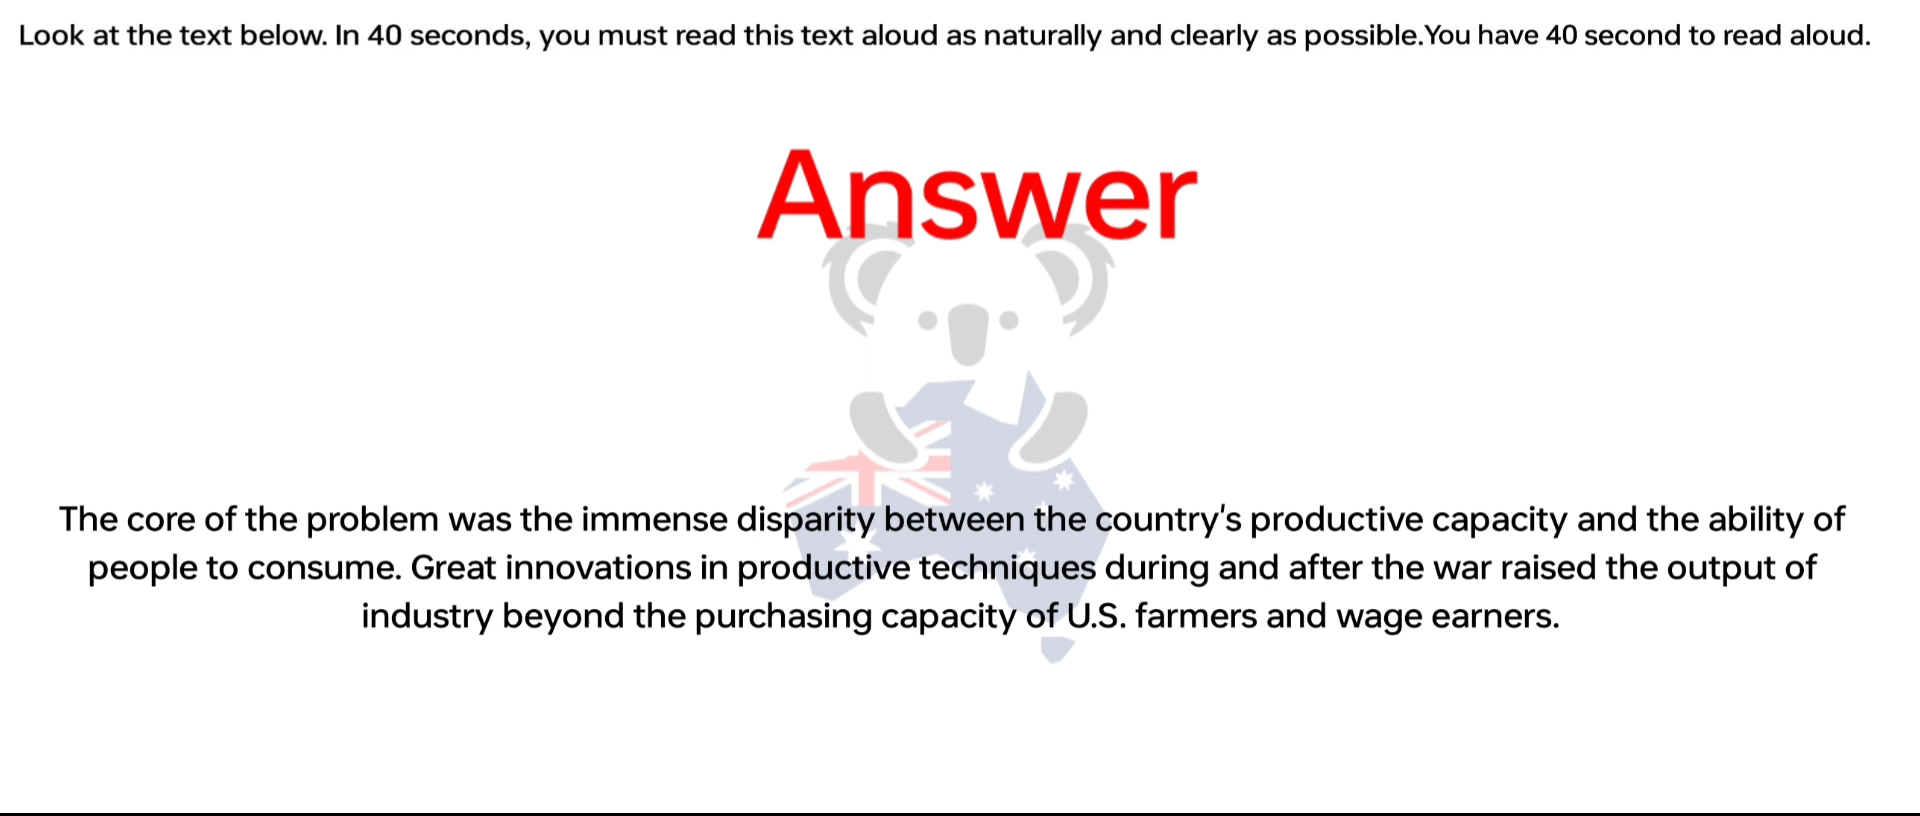 Look at the text below. In 40 seconds, you must read this text aloud as naturally and clearly as possible.You have 40 second to read aloud.
Answer
The core of the problem was the immense disparity between the country's productive capacity and the ability of
people to consume. Great innovations in productive techniques during and after the war raised the output of
industry beyond the purchasing capacity of U.S. farmers and wage earners.